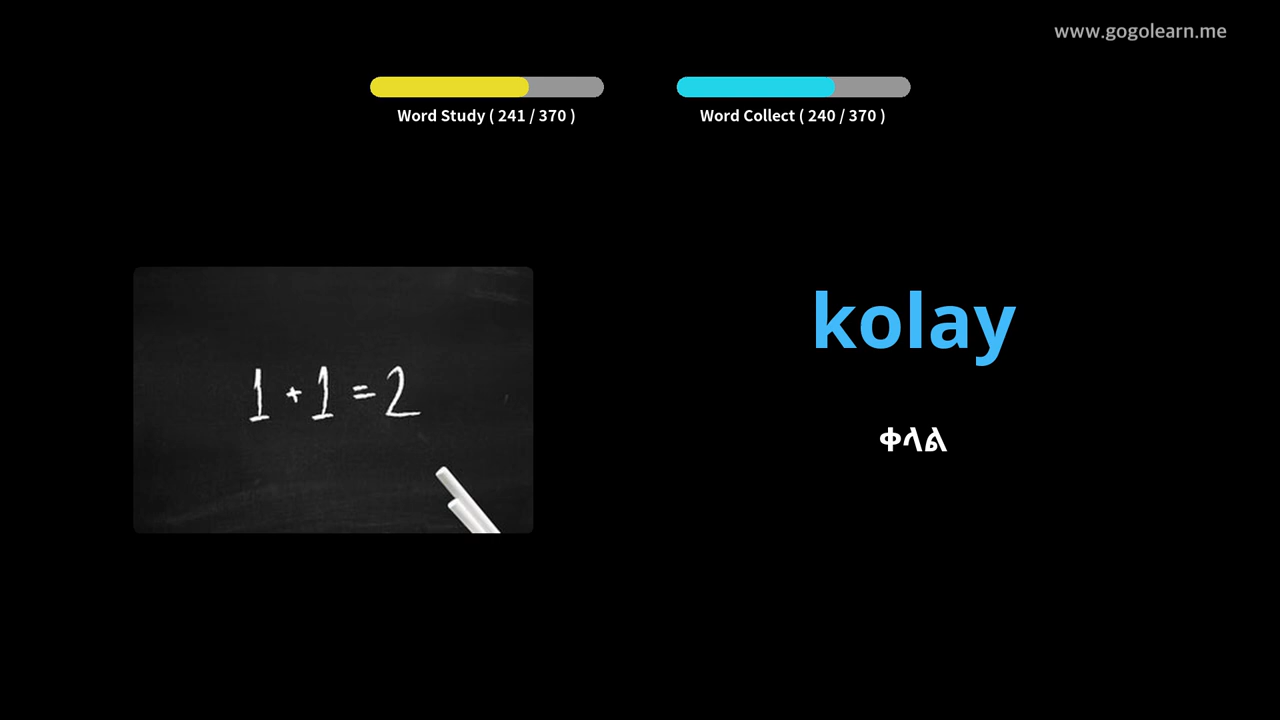 www.gogolearn.me
Word Study ( 241 / 370 )
Word Collect ( 240 / 370 )
1 + 1 = 2
kolay
ቀላል